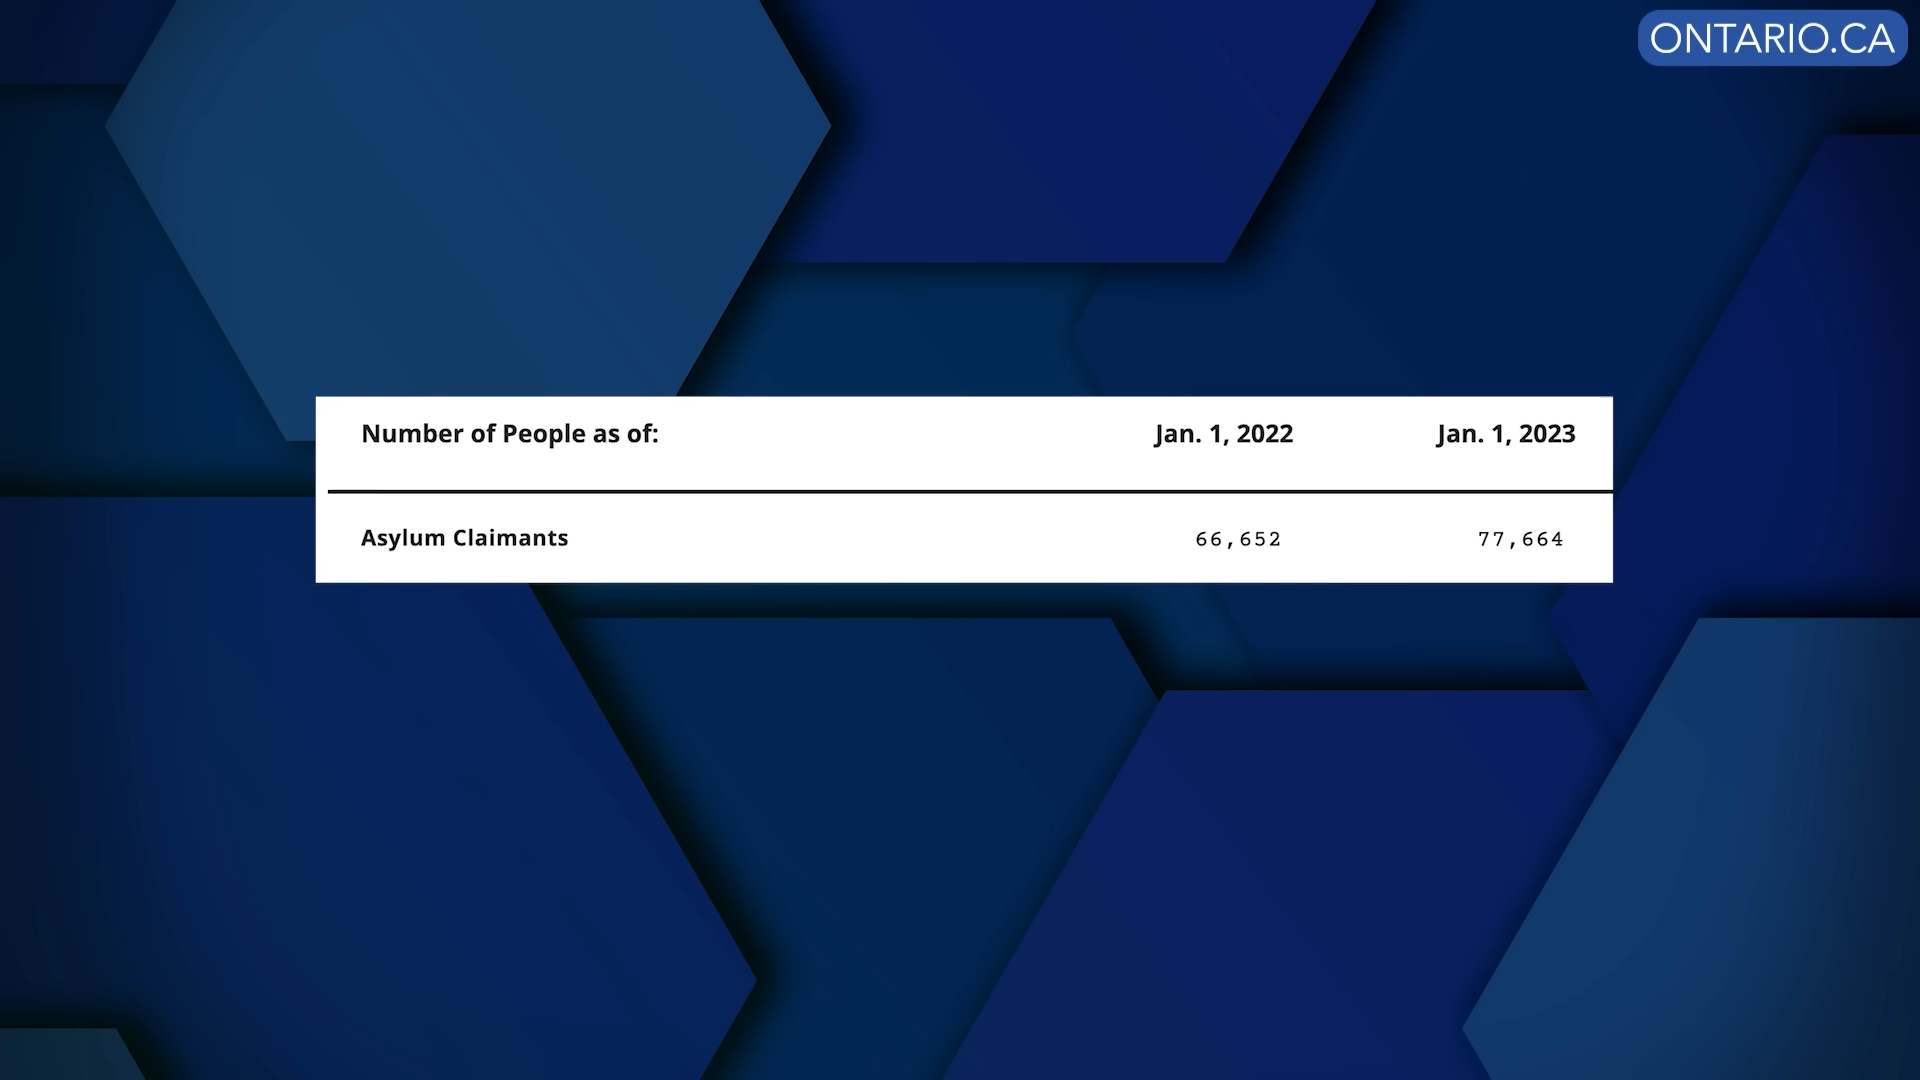 ONTARIO.CA
Number of People as of: Jan. 1, 2022 Jan. 1, 2023
Asylum Claimants 66,652 77,664